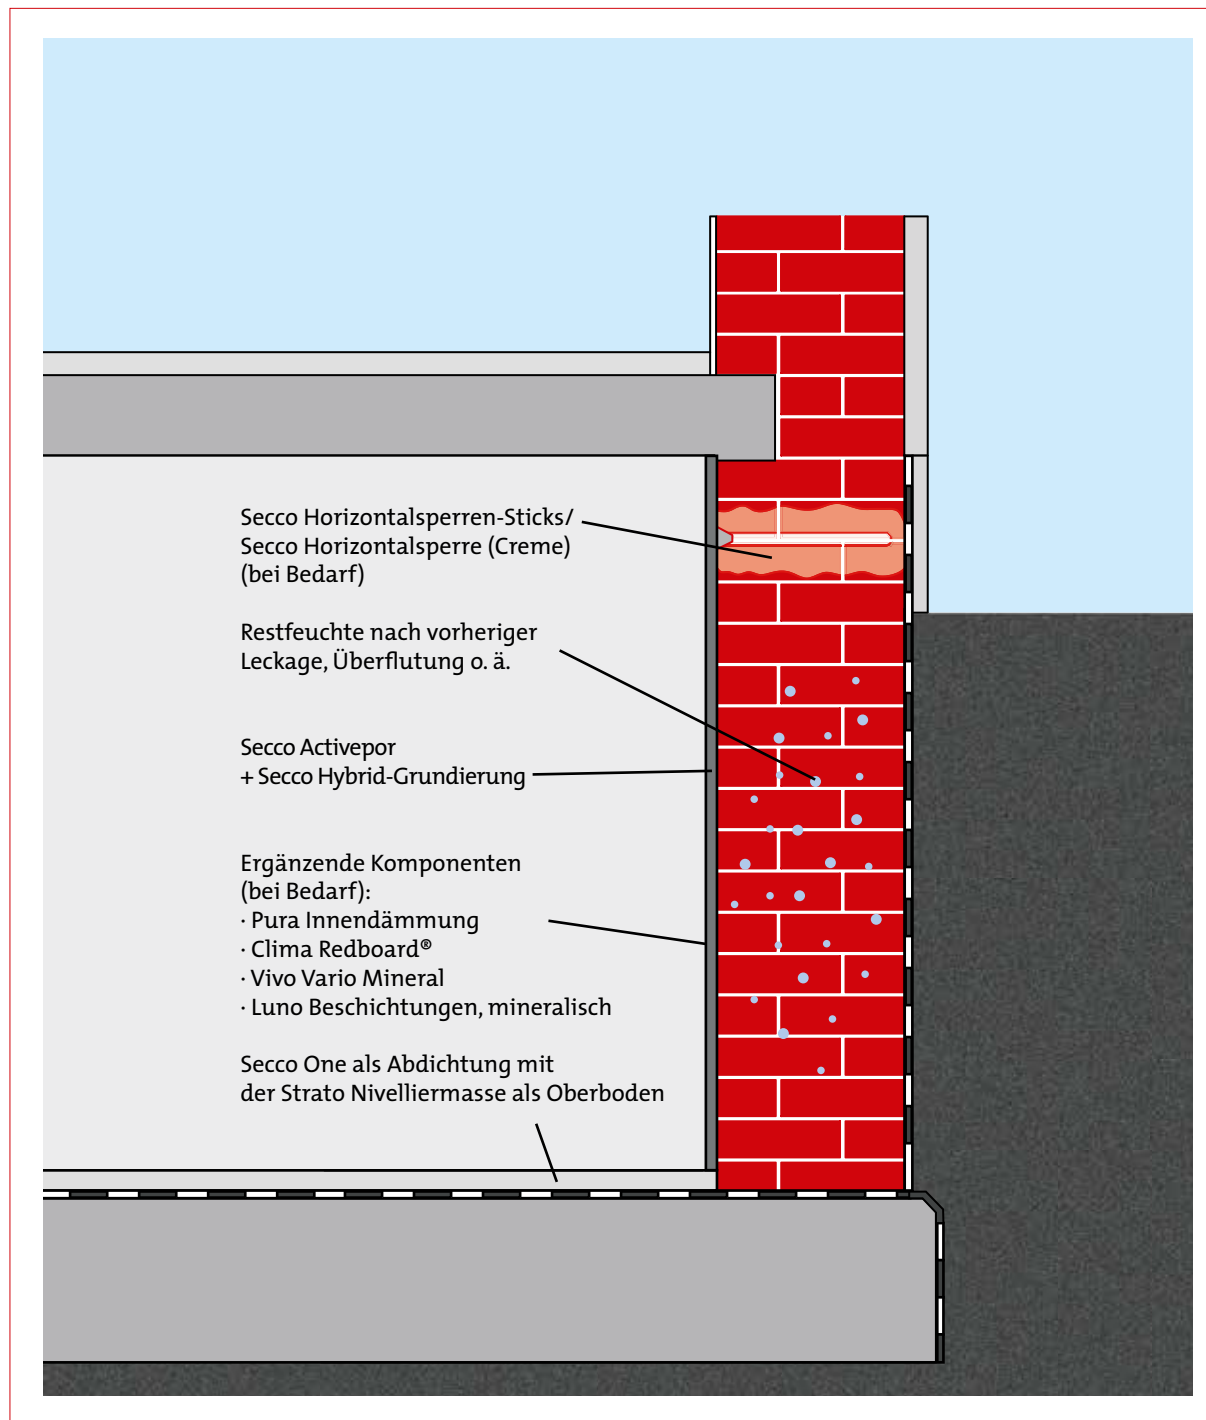 Secco Horizontalsperren-Sticks/
Secco Horizontalsperre (Creme)
(bei Bedarf)
Restfeuchte nach vorheriger
Leckage, Überflutung o. ä.
Secco Activepor
+ Secco Hybrid-Grundierung
Ergänzende Komponenten
(bei Bedarf):
· Pura Innendämmung
· Clima Redboard®
· Vivo Vario Mineral
· Luno Beschichtungen, mineralisch
Secco One als Abdichtung mit
der Strato Nivelliermasse als Oberboden